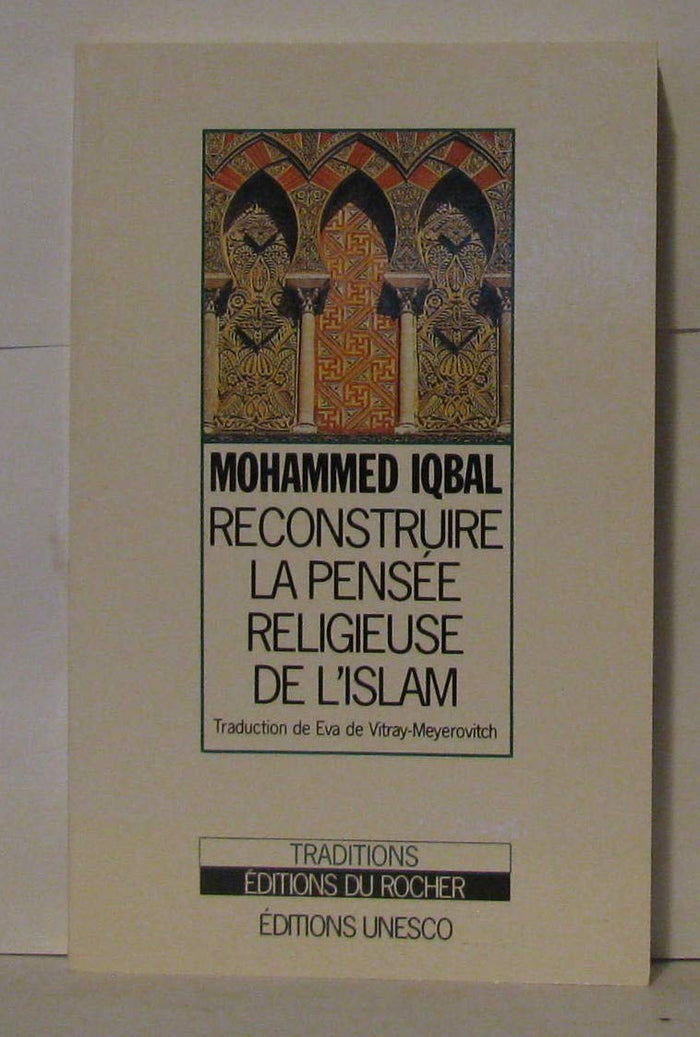 MOHAMMED IQBAL
RECONSTRUIRE
LA PENSÉE
RELIGIEUSE
DE L'ISLAM
Traduction de Eva de Vitray-Meyerovitch
TRADITIONS
ÉDITIONS DU ROCHER
ÉDITIONS UNESCO